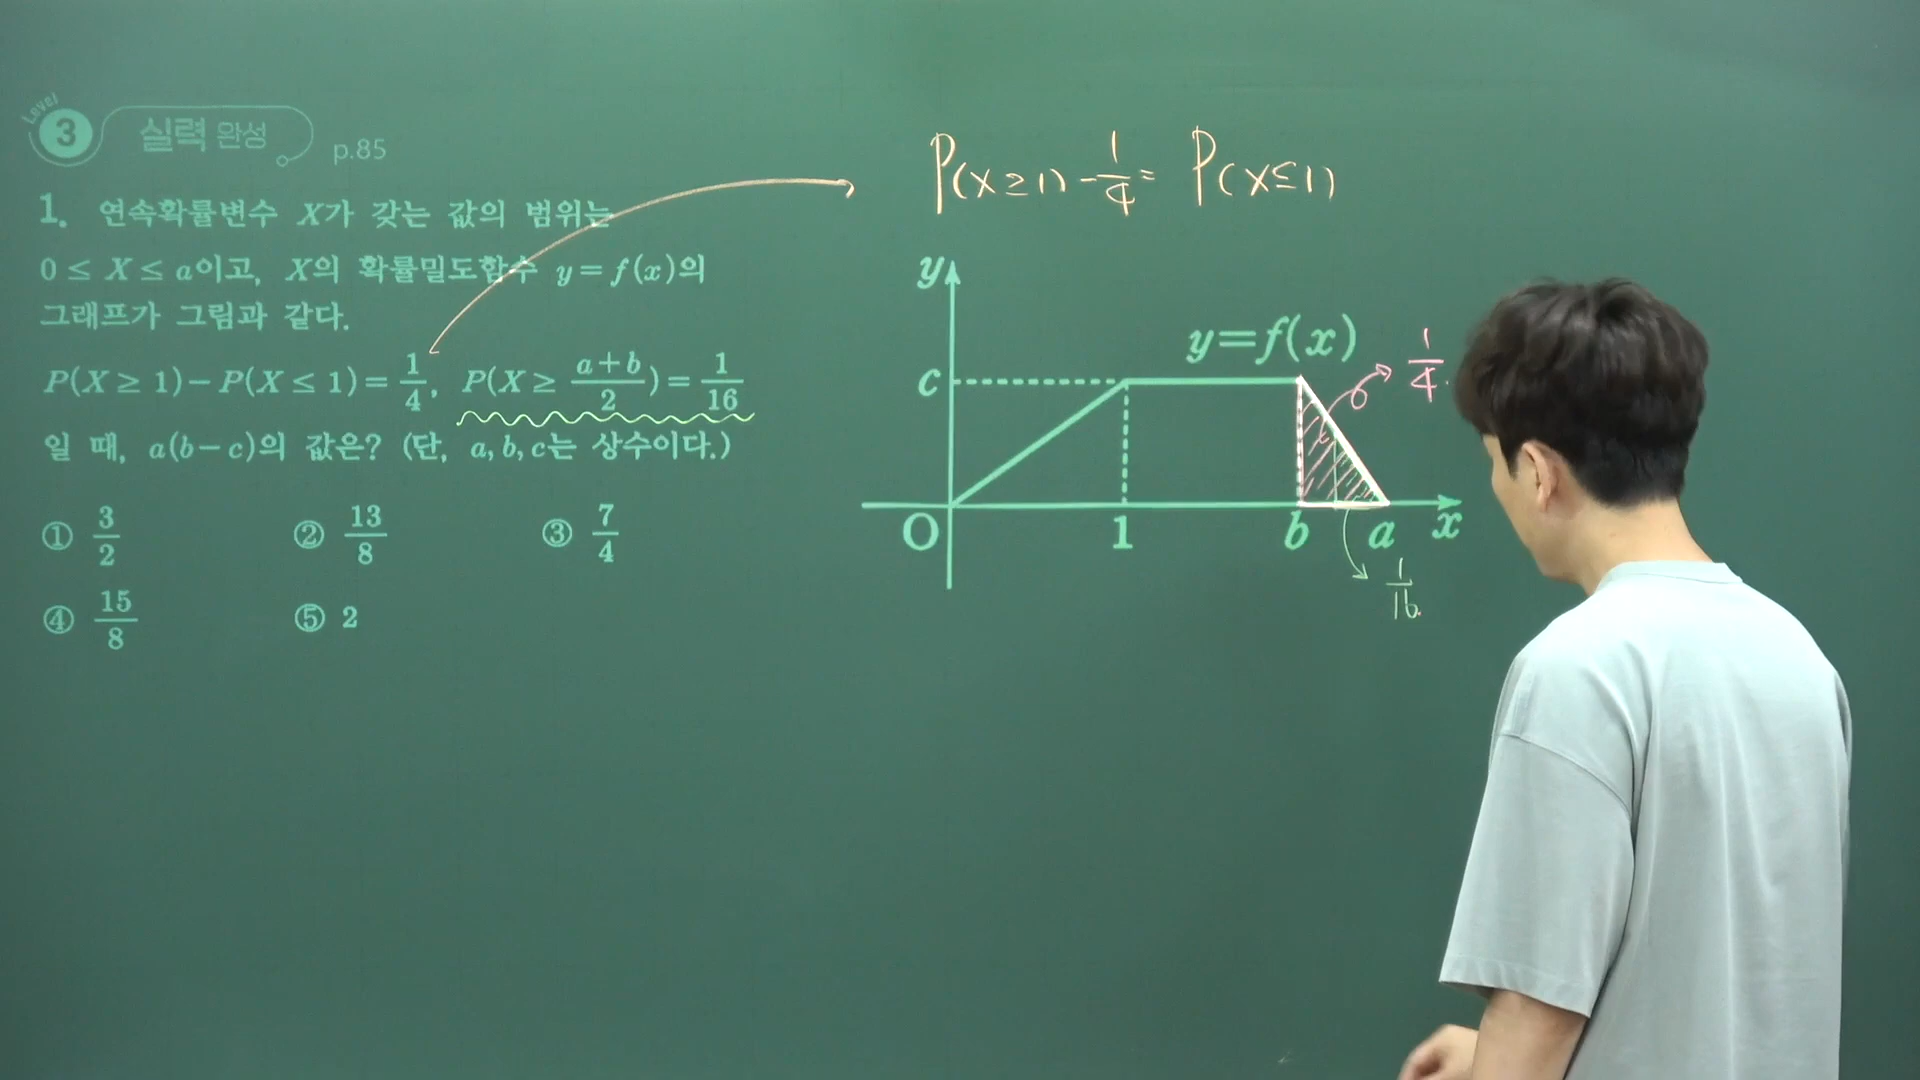 Level 3 실력 완성 p.85
1. 연속확률변수 X가 갖는 값의 범위는
0 ≤ X ≤ a이고, X의 확률밀도함수 y=f(x)의
그래프가 그림과 같다.
P(X ≥ 1)−P(X ≤ 1)= 1/4, P(X ≥ (a+b)/2)= 1/16
일 때, a(b−c)의 값은? (단, a, b, c는 상수이다.)
① 3/2 ② 13/8 ③ 7/4
④ 15/8 ⑤ 2
P(X≥1) - 1/4 = P(X≤1)
y
y=f(x)
1/4.
c
O 1 b a x
1/16.